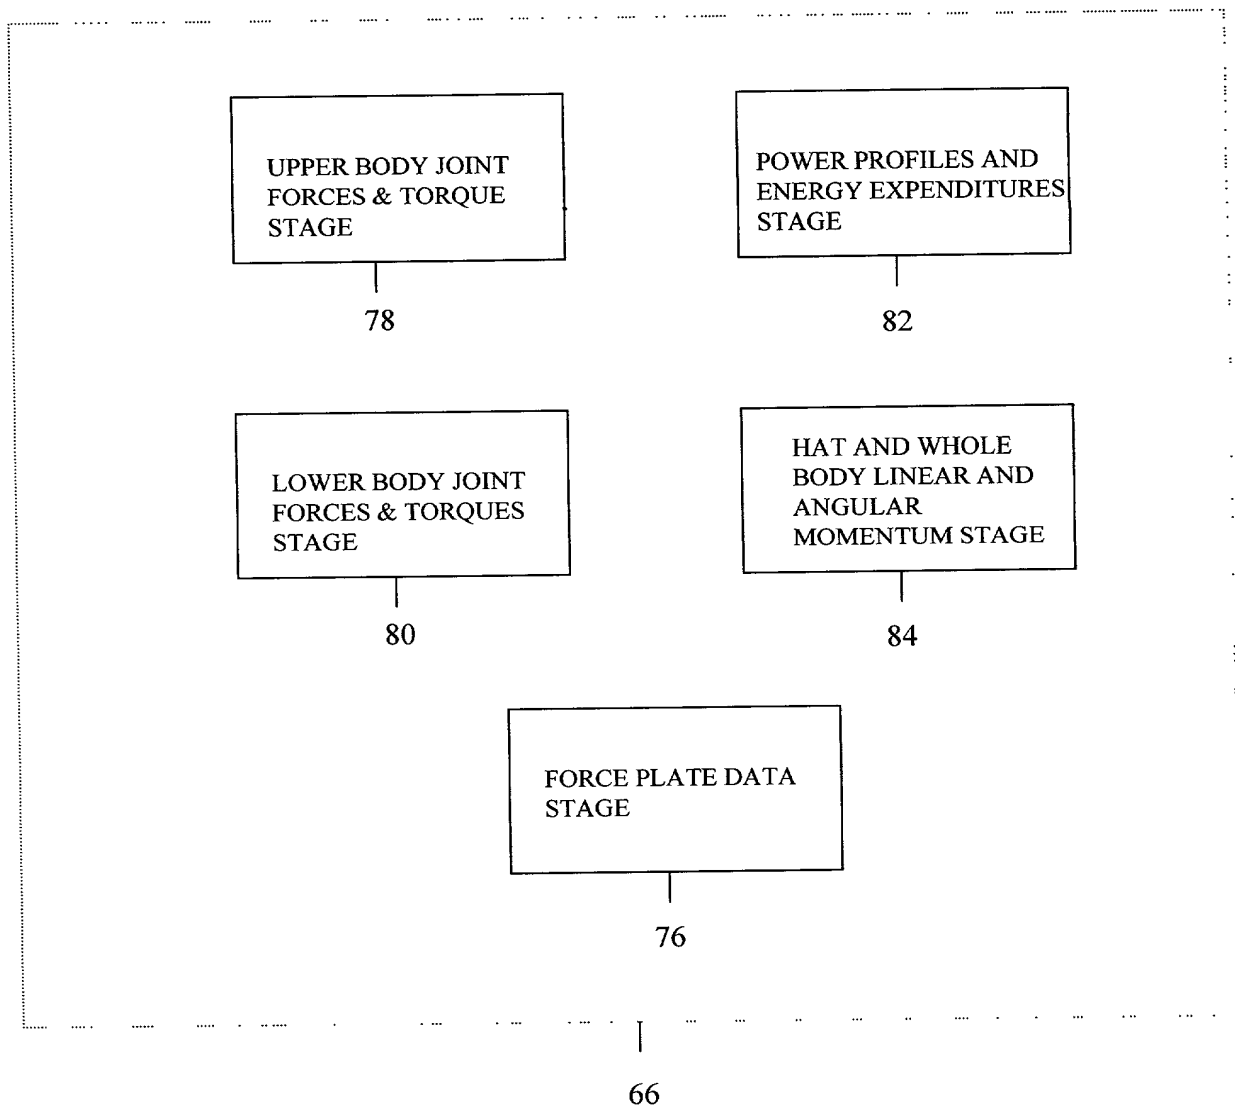 UPPER BODY JOINT
FORCES & TORQUE
STAGE
78
POWER PROFILES AND
ENERGY EXPENDITURES
STAGE
82
LOWER BODY JOINT
FORCES & TORQUES
STAGE
80
HAT AND WHOLE
BODY LINEAR AND
ANGULAR
MOMENTUM STAGE
84
FORCE PLATE DATA
STAGE
76
66